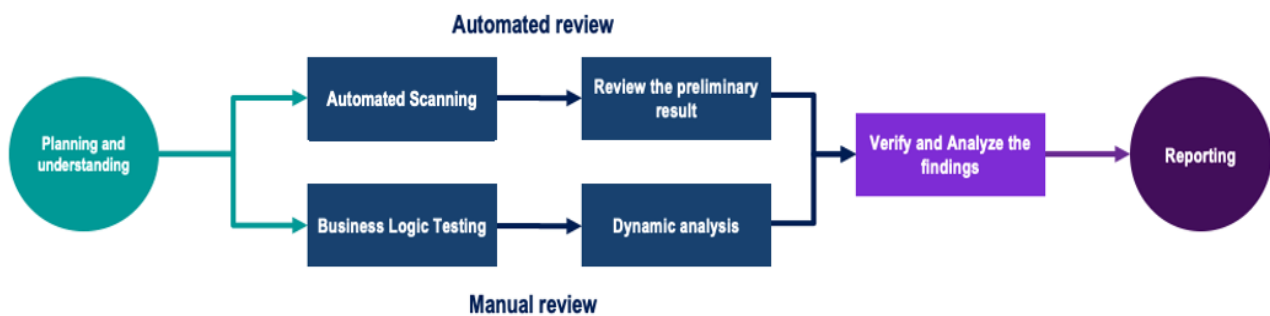 Automated review
Planning and
understanding
Automated Scanning
Review the preliminary
result
Business Logic Testing
Dynamic analysis
Verify and Analyze the
findings
Reporting
Manual review